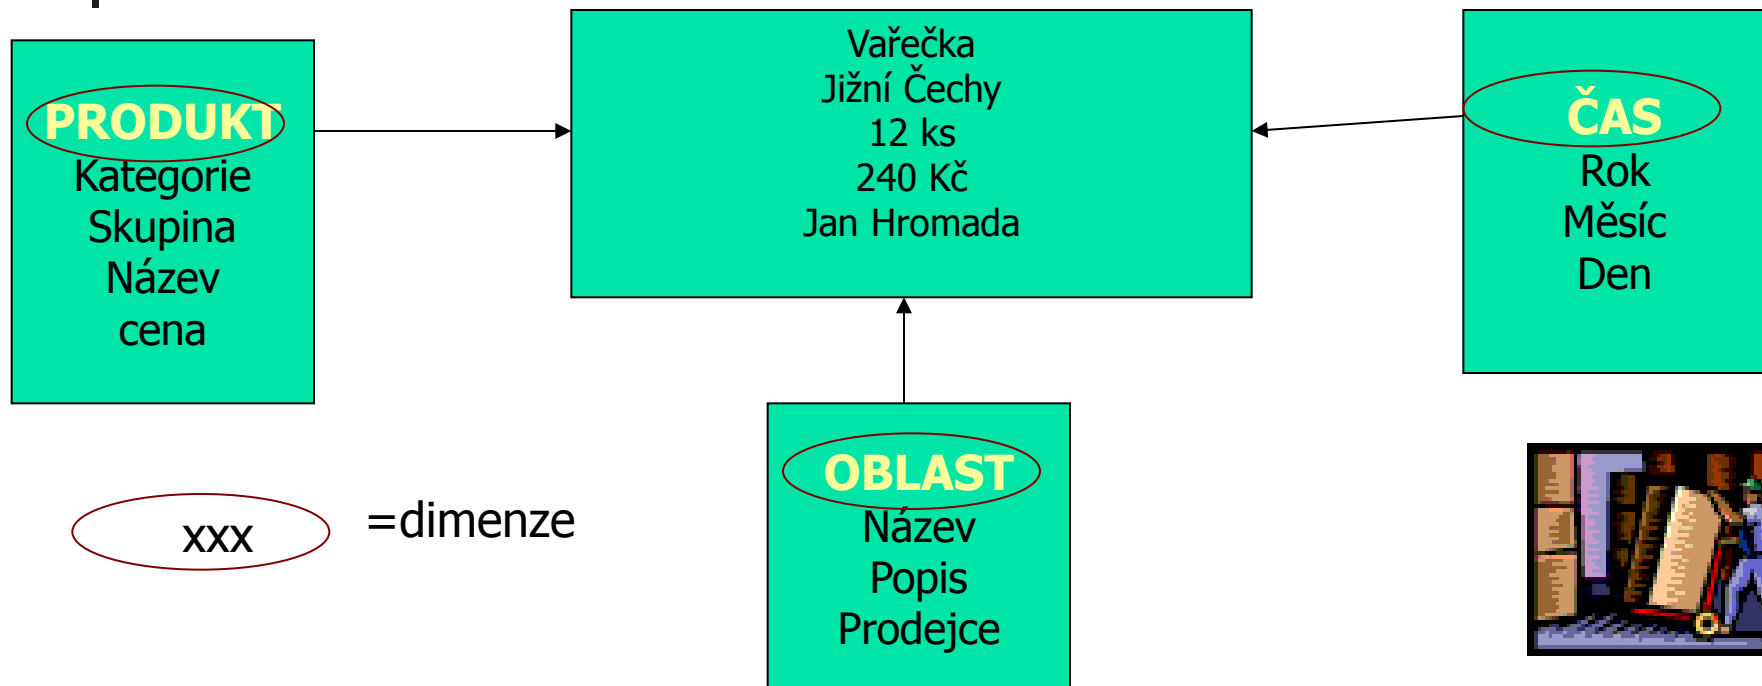 PRODUKT
Kategorie
Skupina
Název
cena
Vařečka
Jižní Čechy
12 ks
240 Kč
Jan Hromada
ČAS
Rok
Měsíc
Den
OBLAST
Název
Popis
Prodejce
xxx =dimenze